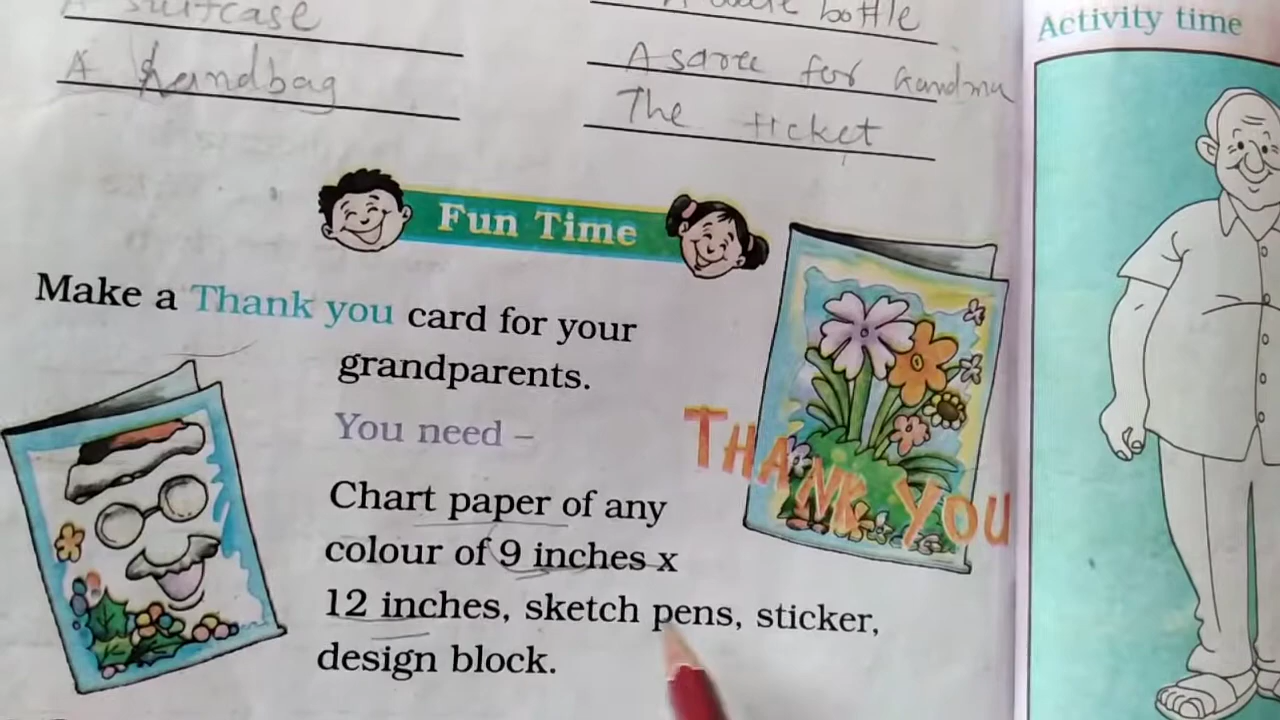 A suitcase
A handbag
bottle
A saree for Grandma
The ticket
Fun Time
Make a Thank you card for your
grandparents.
You need –
Chart paper of any
colour of 9 inches x
12 inches, sketch pens, sticker,
design block.
THANK YOU
Activity time